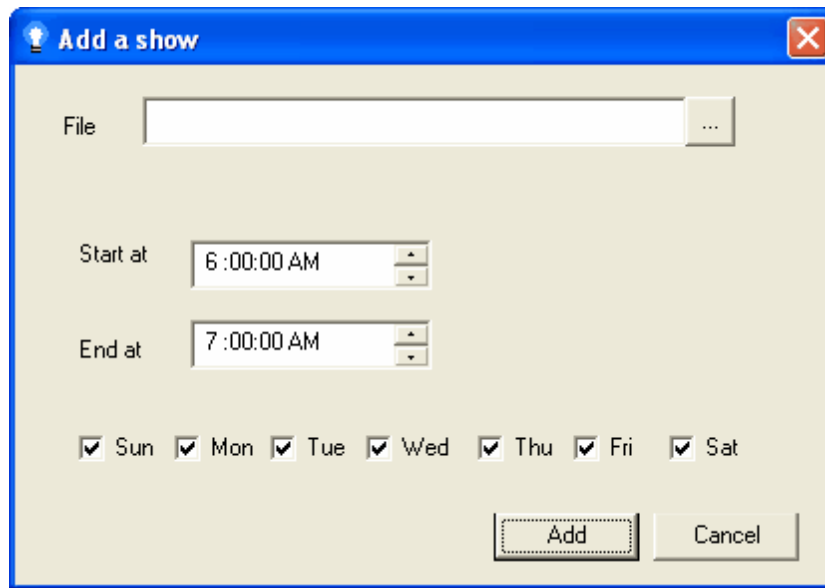 Add a show
File ...
Start at 6 :00:00 AM
End at 7 :00:00 AM
Sun Mon Tue Wed Thu Fri Sat
Add Cancel